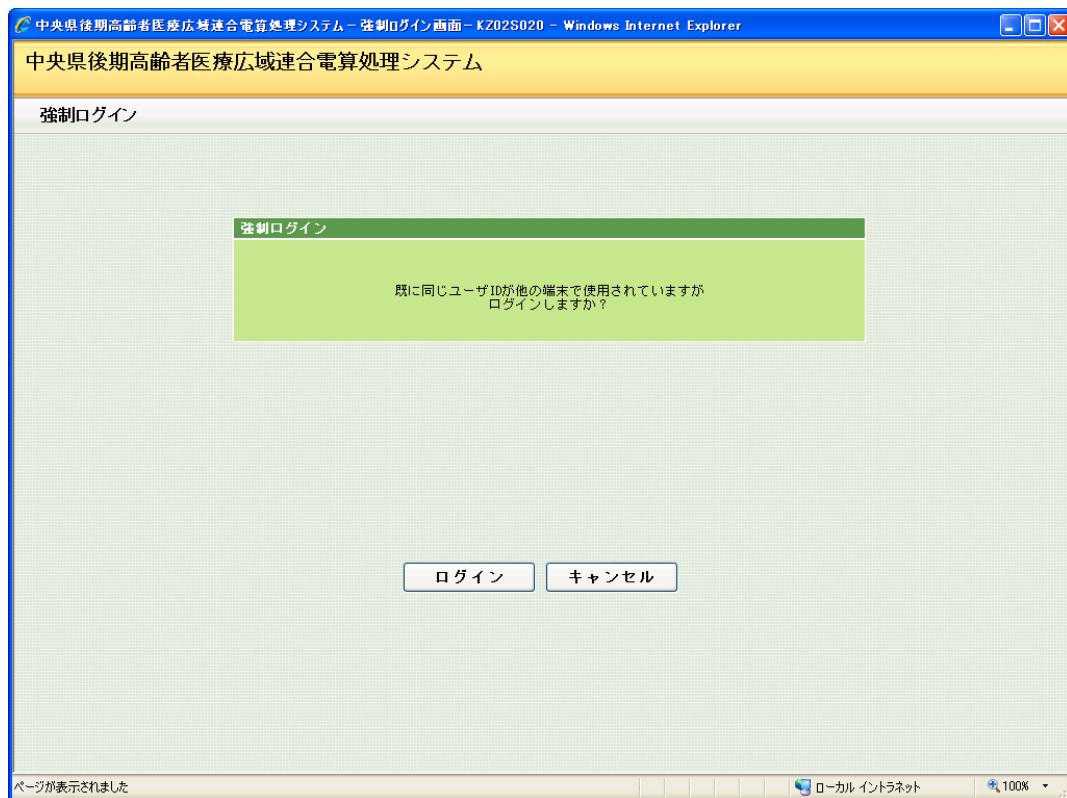 中央県後期高齢者医療広域連合電算処理システム－強制ログイン画面－KZ02S020 - Windows Internet Explorer
中央県後期高齢者医療広域連合電算処理システム
強制ログイン
強制ログイン
既に同じユーザIDが他の端末で使用されていますが
ログインしますか？
ログイン キャンセル
ページが表示されました ローカル イントラネット 100%